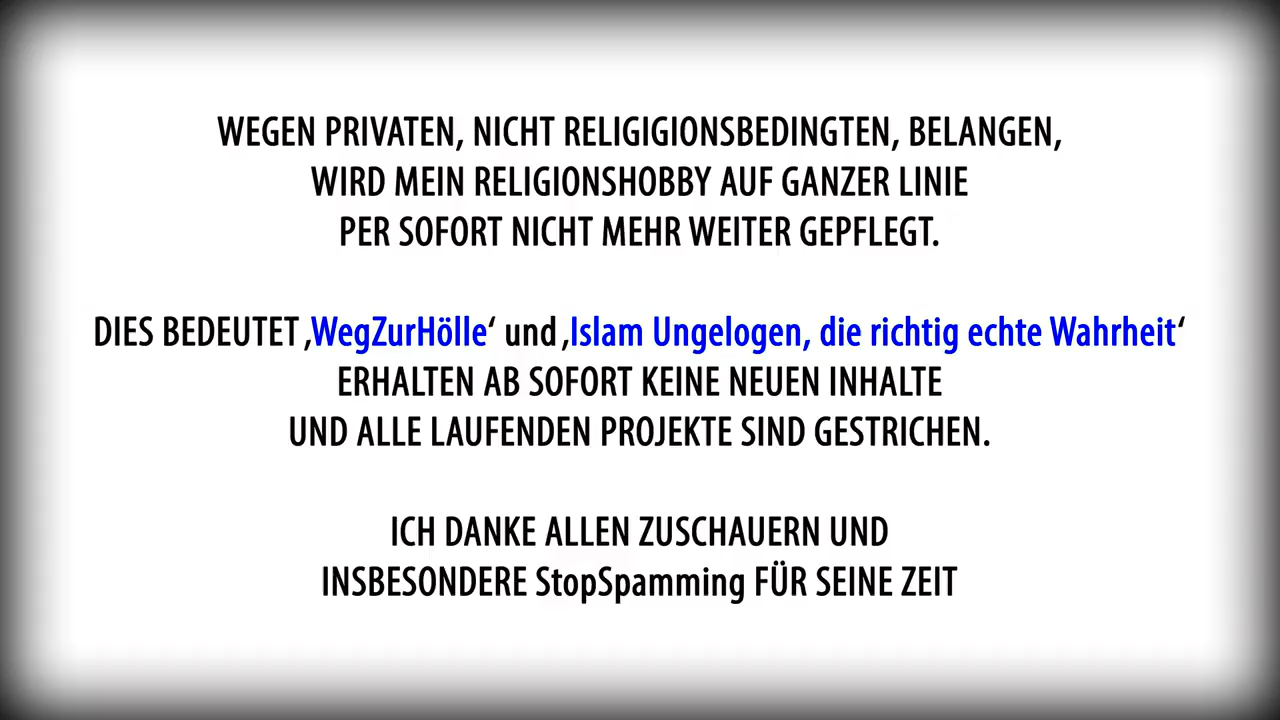 WEGEN PRIVATEN, NICHT RELIGIGIONSBEDINGTEN, BELANGEN,
WIRD MEIN RELIGIONSHOBBY AUF GANZER LINIE
PER SOFORT NICHT MEHR WEITER GEPFLEGT.
DIES BEDEUTET ‚WegZurHölle‘ und ‚Islam Ungelogen, die richtig echte Wahrheit‘
ERHALTEN AB SOFORT KEINE NEUEN INHALTE
UND ALLE LAUFENDEN PROJEKTE SIND GESTRICHEN.
ICH DANKE ALLEN ZUSCHAUERN UND
INSBESONDERE StopSpamming FÜR SEINE ZEIT